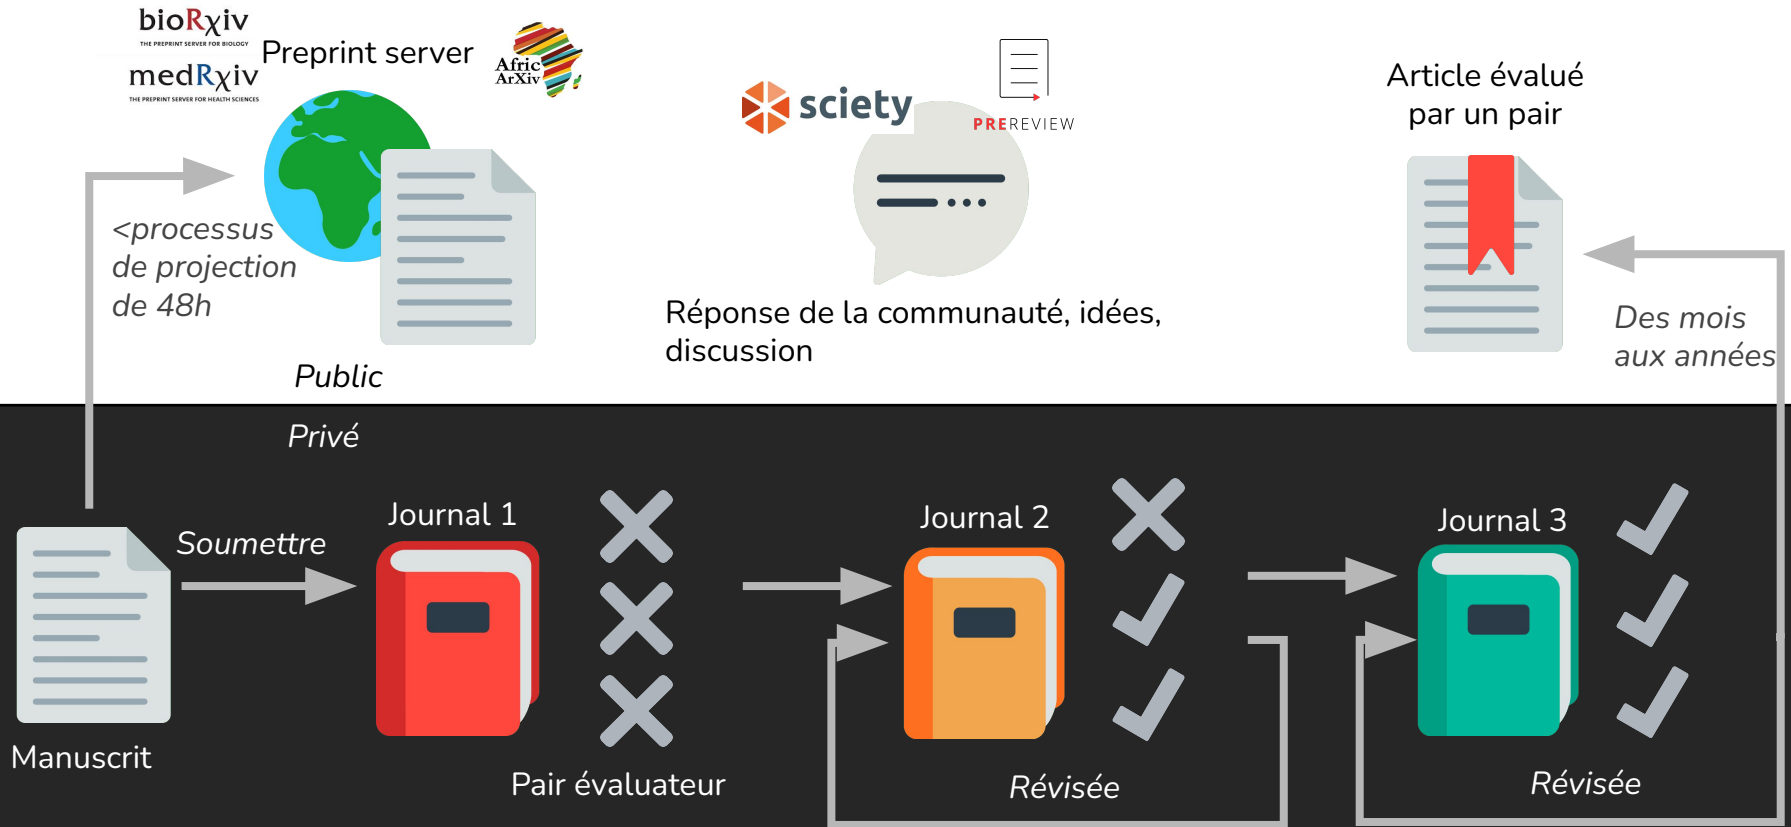 bioRχiv
THE PREPRINT SERVER FOR BIOLOGY
medRχiv
THE PREPRINT SERVER FOR HEALTH SCIENCES
Preprint server
Afric
ArXiv
sciety
PREREVIEW
Article évalué
par un pair
<processus
de projection
de 48h
Réponse de la communauté, idées,
discussion
Des mois
aux années
Public
Privé
Soumettre
Journal 1
Journal 2
Journal 3
Manuscrit
Pair évaluateur
Révisée
Révisée